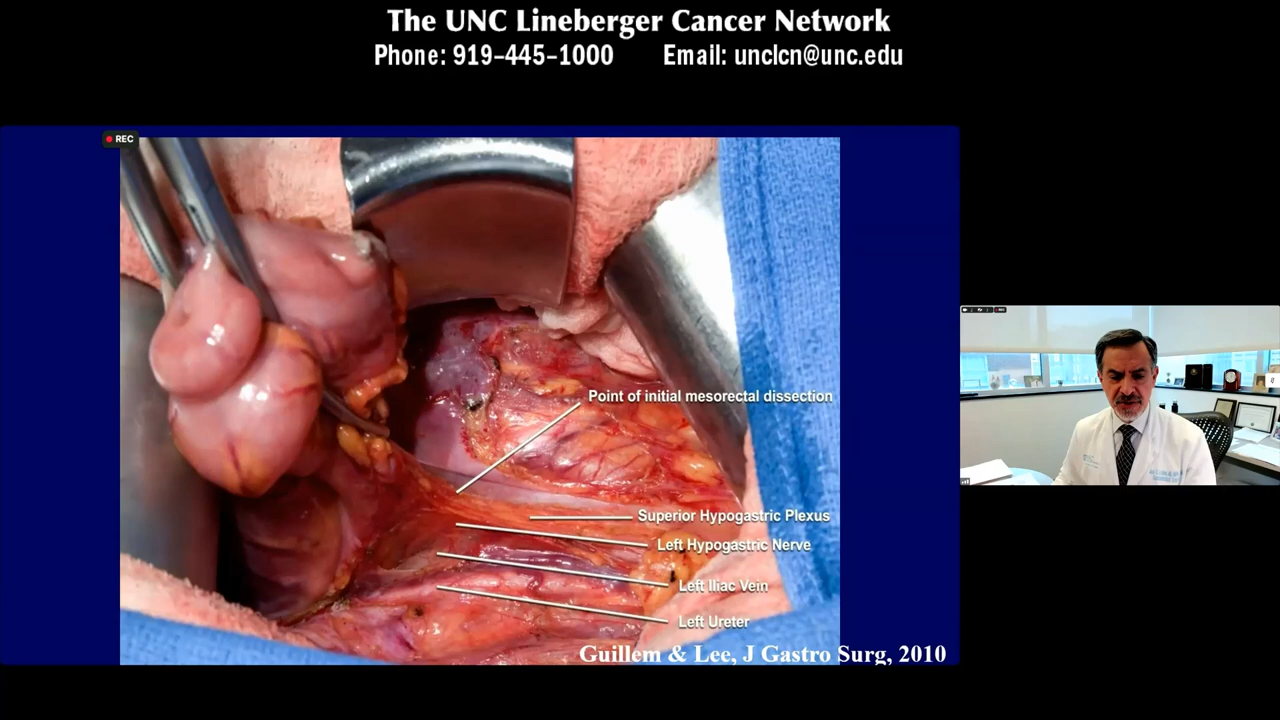 The UNC Lineberger Cancer Network
Phone: 919-445-1000 Email: unclcn@unc.edu
REC
Point of initial mesorectal dissection
Superior Hypogastric Plexus
Left Hypogastric Nerve
Left Iliac Vein
Left Ureter
Guillem & Lee, J Gastro Surg, 2010